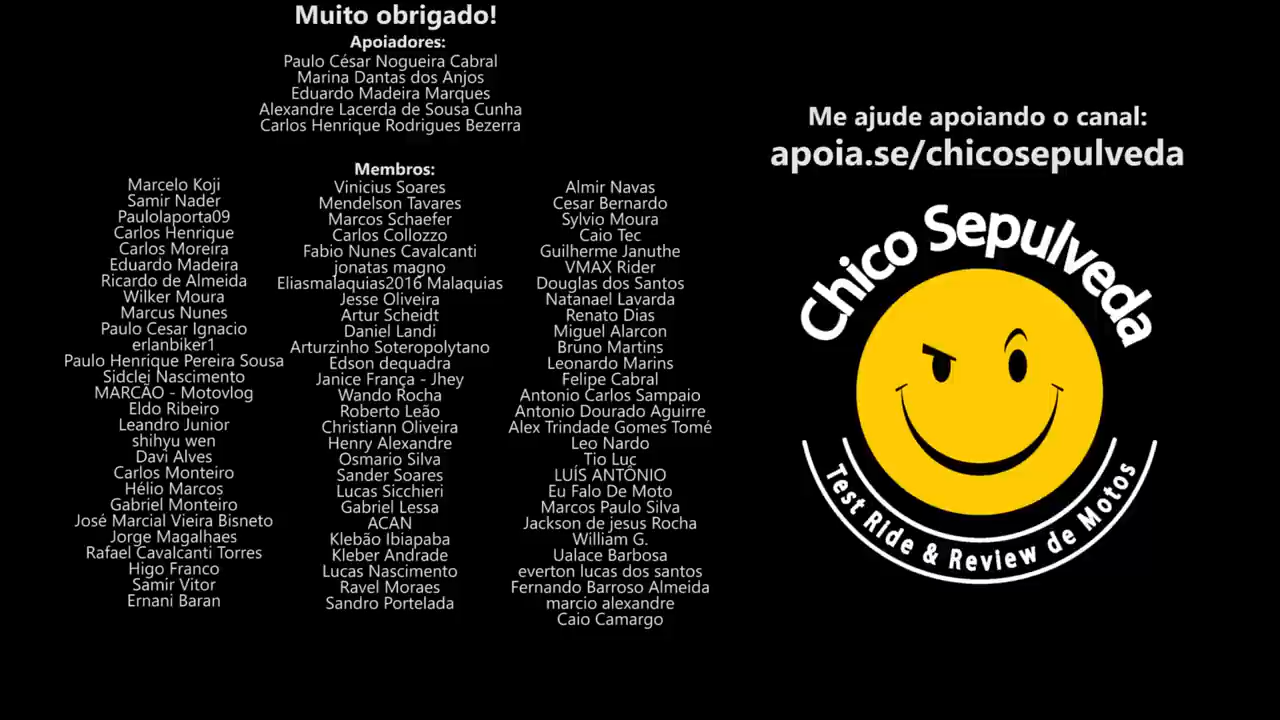 Muito obrigado!
Apoiadores:
Paulo César Nogueira Cabral
Marina Dantas dos Anjos
Eduardo Madeira Marques
Alexandre Lacerda de Sousa Cunha
Carlos Henrique Rodrigues Bezerra
Membros:
Marcelo Koji
Samir Nader
Paulolaporta09
Carlos Henrique
Carlos Moreira
Eduardo Madeira
Ricardo de Almeida
Wilker Moura
Marcus Nunes
Paulo Cesar Ignacio
erlanbiker1
Paulo Henrique Pereira Sousa
Sidclei Nascimento
MARCÃO - Motovlog
Eldo Ribeiro
Leandro Junior
shihyu wen
Davi Alves
Carlos Monteiro
Hélio Marcos
Gabriel Monteiro
José Marcial Vieira Bisneto
Jorge Magalhaes
Rafael Cavalcanti Torres
Higo Franco
Samir Vitor
Ernani Baran
Vinicius Soares
Mendelson Tavares
Marcos Schaefer
Carlos Collozzo
Fabio Nunes Cavalcanti
jonatas magno
Eliasmalaquias2016 Malaquias
Jesse Oliveira
Artur Scheidt
Daniel Landi
Arturzinho Soteropolytano
Edson dequadra
Janice França - Jhey
Wando Rocha
Roberto Leão
Christiann Oliveira
Henry Alexandre
Osmario Silva
Sander Soares
Lucas Sicchieri
Gabriel Lessa
ACAN
Klebão Ibiapaba
Kleber Andrade
Lucas Nascimento
Ravel Moraes
Sandro Portelada
Almir Navas
Cesar Bernardo
Sylvio Moura
Caio Tec
Guilherme Januthe
VMAX Rider
Douglas dos Santos
Natanael Lavarda
Renato Dias
Miguel Alarcon
Bruno Martins
Leonardo Marins
Felipe Cabral
Antonio Carlos Sampaio
Antonio Dourado Aguirre
Alex Trindade Gomes Tomé
Leo Nardo
Tio Luc
LUÍS ANTÔNIO
Eu Falo De Moto
Marcos Paulo Silva
Jackson de jesus Rocha
William G.
Ualace Barbosa
everton lucas dos santos
Fernando Barroso Almeida
marcio alexandre
Caio Camargo
Me ajude apoiando o canal:
apoia.se/chicosepulveda
Chico Sepulveda
Test Ride & Review de Motos